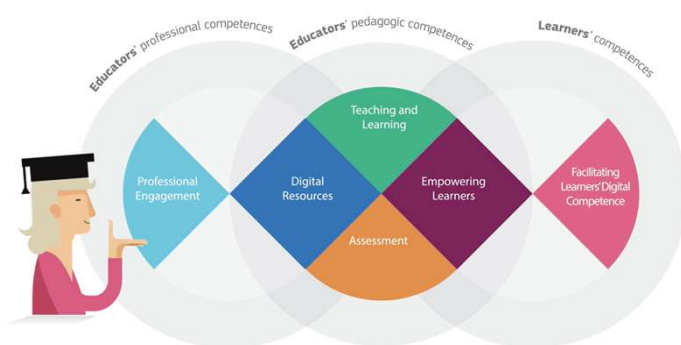 Educators' professional competences
Educators' pedagogic competences
Learners' competences
Teaching and
Learning
Professional
Engagement
Digital
Resources
Empowering
Learners
Facilitating
Learners' Digital
Competence
Assessment